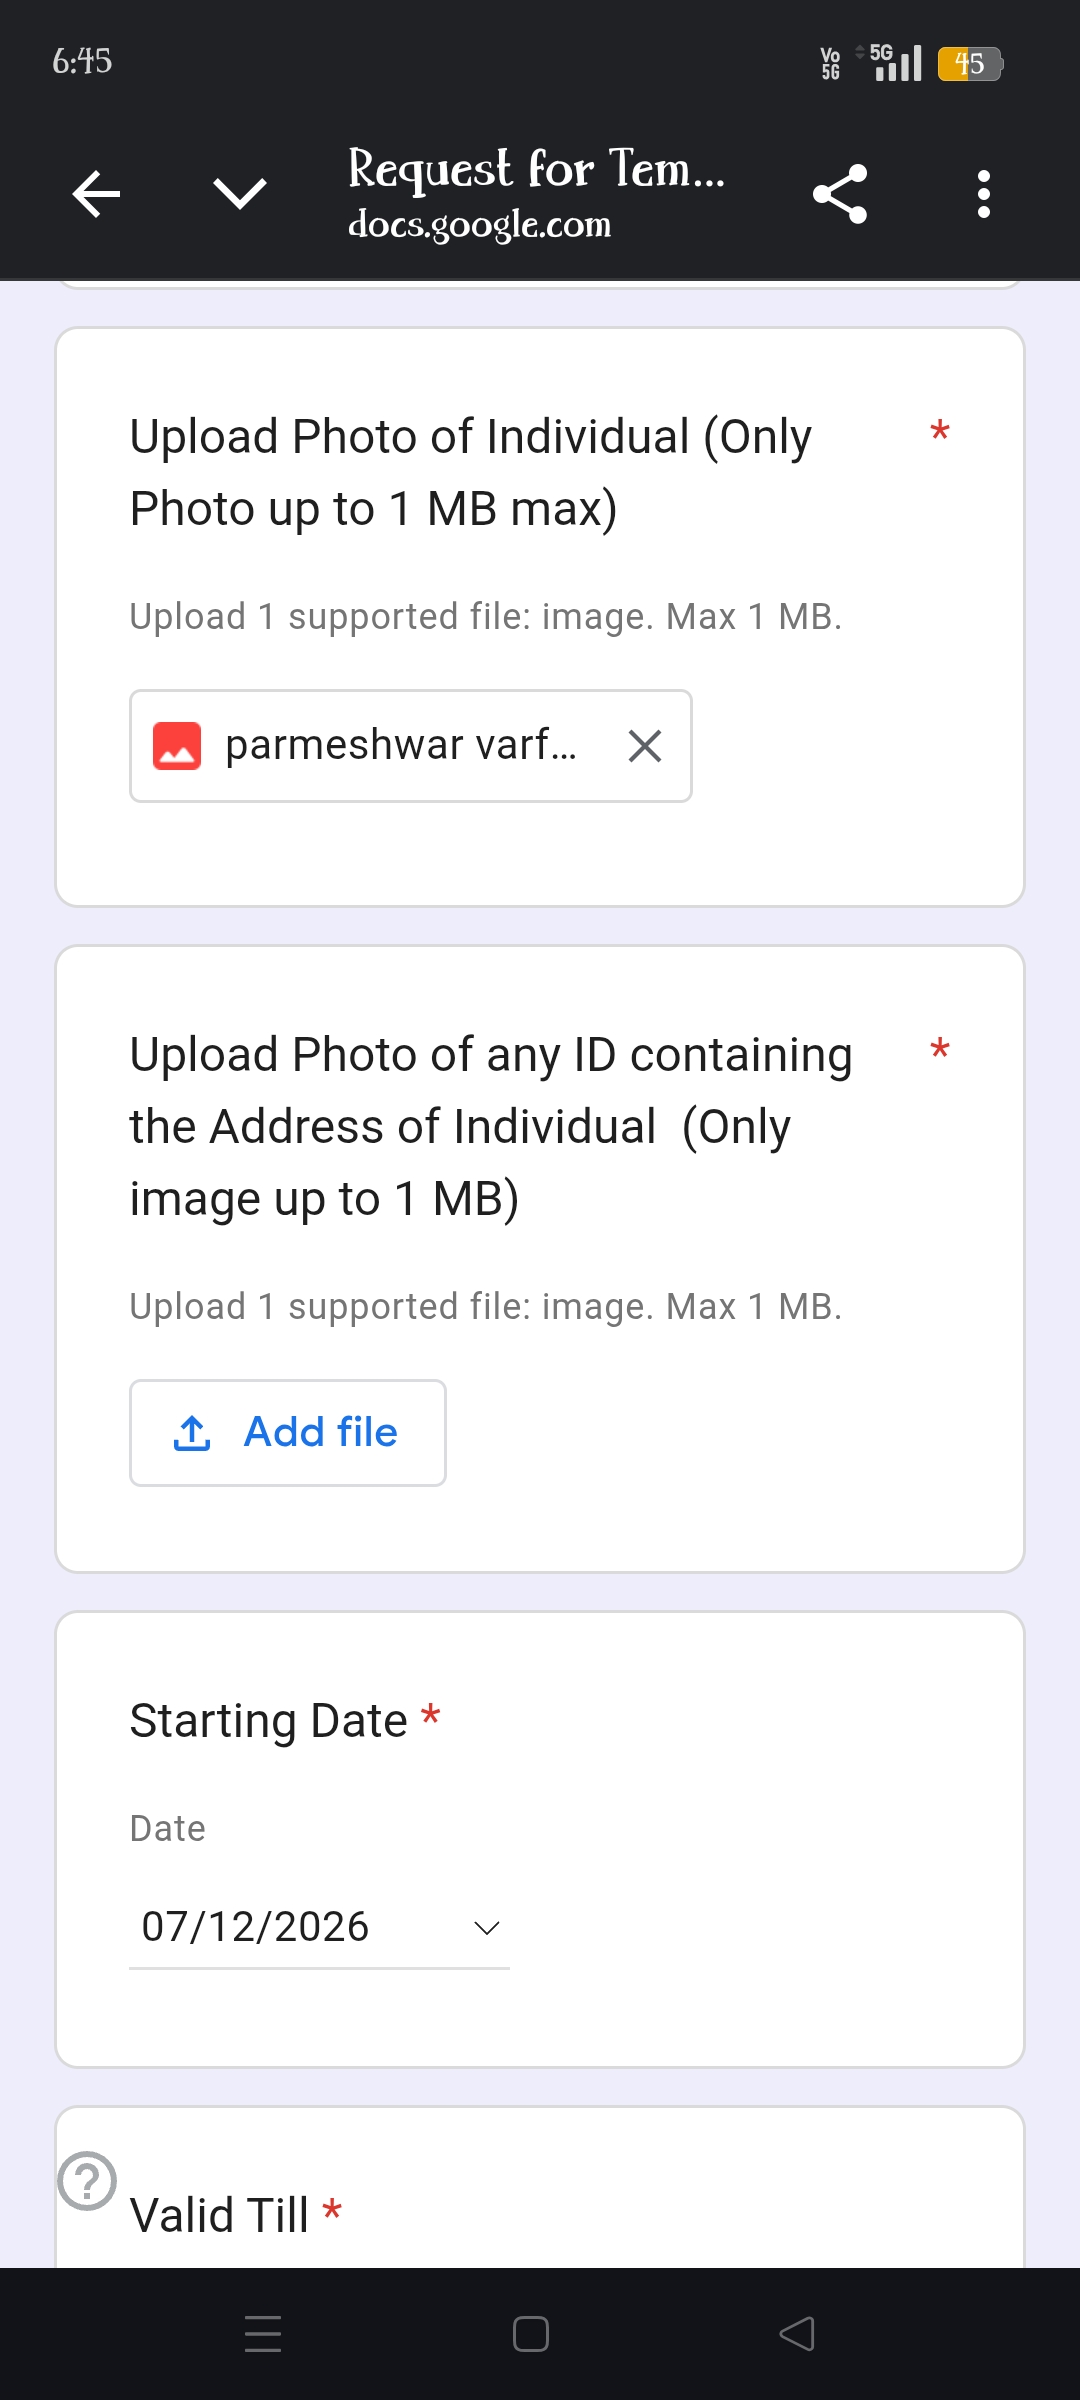 6:45
Vo 5G 5G 45
Request for Tem...
docs.google.com
Upload Photo of Individual (Only *
Photo up to 1 MB max)
Upload 1 supported file: image. Max 1 MB.
parmeshwar varf...
Upload Photo of any ID containing *
the Address of Individual (Only
image up to 1 MB)
Upload 1 supported file: image. Max 1 MB.
Add file
Starting Date *
Date
07/12/2026
?
Valid Till *